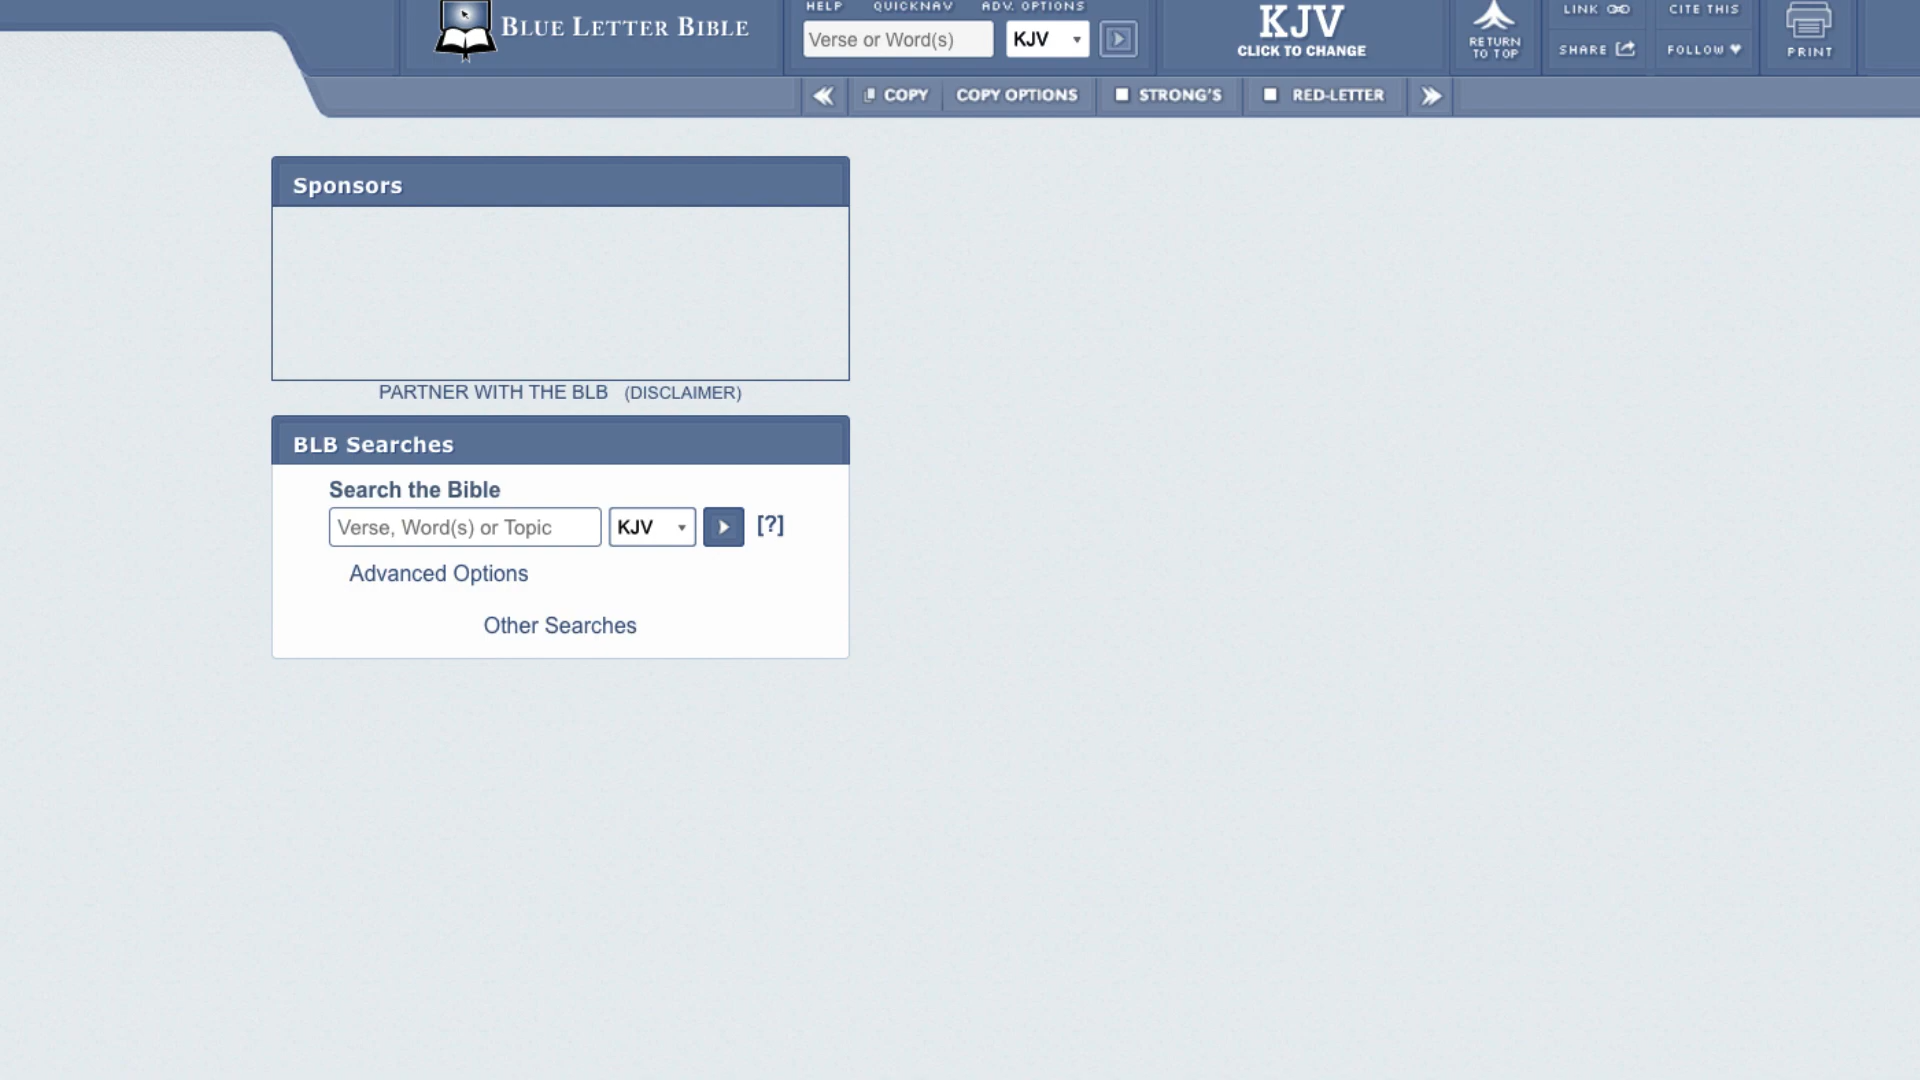 HELP QUICKNAV ADV. OPTIONS
BLUE LETTER BIBLE
Verse or Word(s) KJV
KJV
CLICK TO CHANGE
RETURN
TO TOP
LINK CITE THIS
SHARE FOLLOW
PRINT
COPY COPY OPTIONS STRONG'S RED-LETTER
Sponsors
PARTNER WITH THE BLB (DISCLAIMER)
BLB Searches
Search the Bible
Verse, Word(s) or Topic KJV [?]
Advanced Options
Other Searches